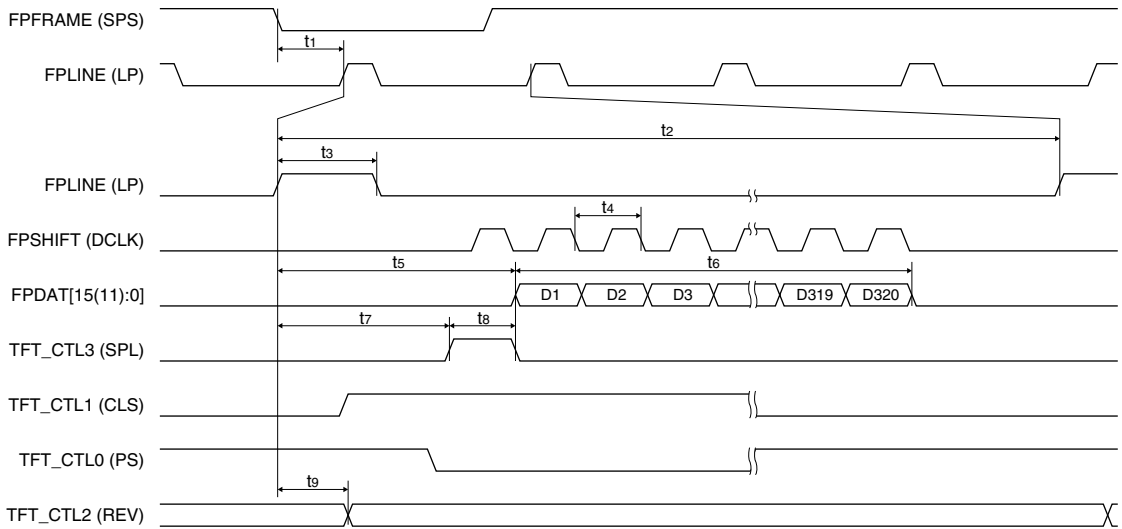 FPFRAME (SPS)
t1
FPLINE (LP)
t2
t3
FPLINE (LP)
t4
FPSHIFT (DCLK)
t5 t6
FPDAT[15(11):0] D1 D2 D3 D319 D320
t7 t8
TFT_CTL3 (SPL)
TFT_CTL1 (CLS)
TFT_CTL0 (PS)
t9
TFT_CTL2 (REV)